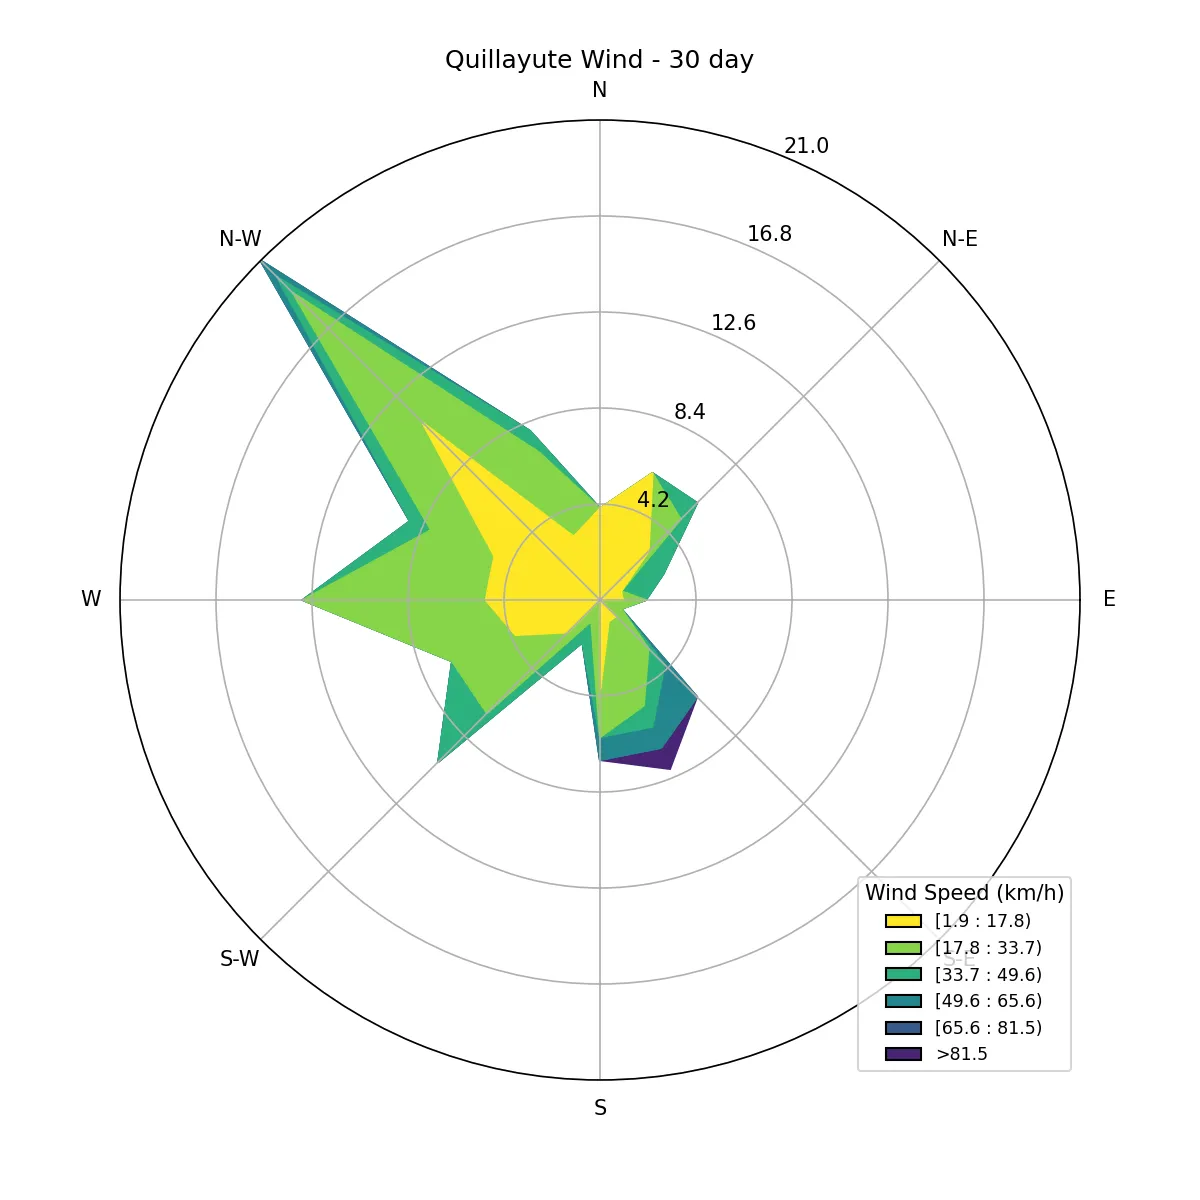 Quillayute Wind - 30 day
N
21.0
16.8
N-W
N-E
12.6
8.4
4.2
W
E
Wind Speed (km/h)
[1.9 : 17.8)
[17.8 : 33.7)
S-W
S-E
[33.7 : 49.6)
[49.6 : 65.6)
[65.6 : 81.5)
>81.5
S